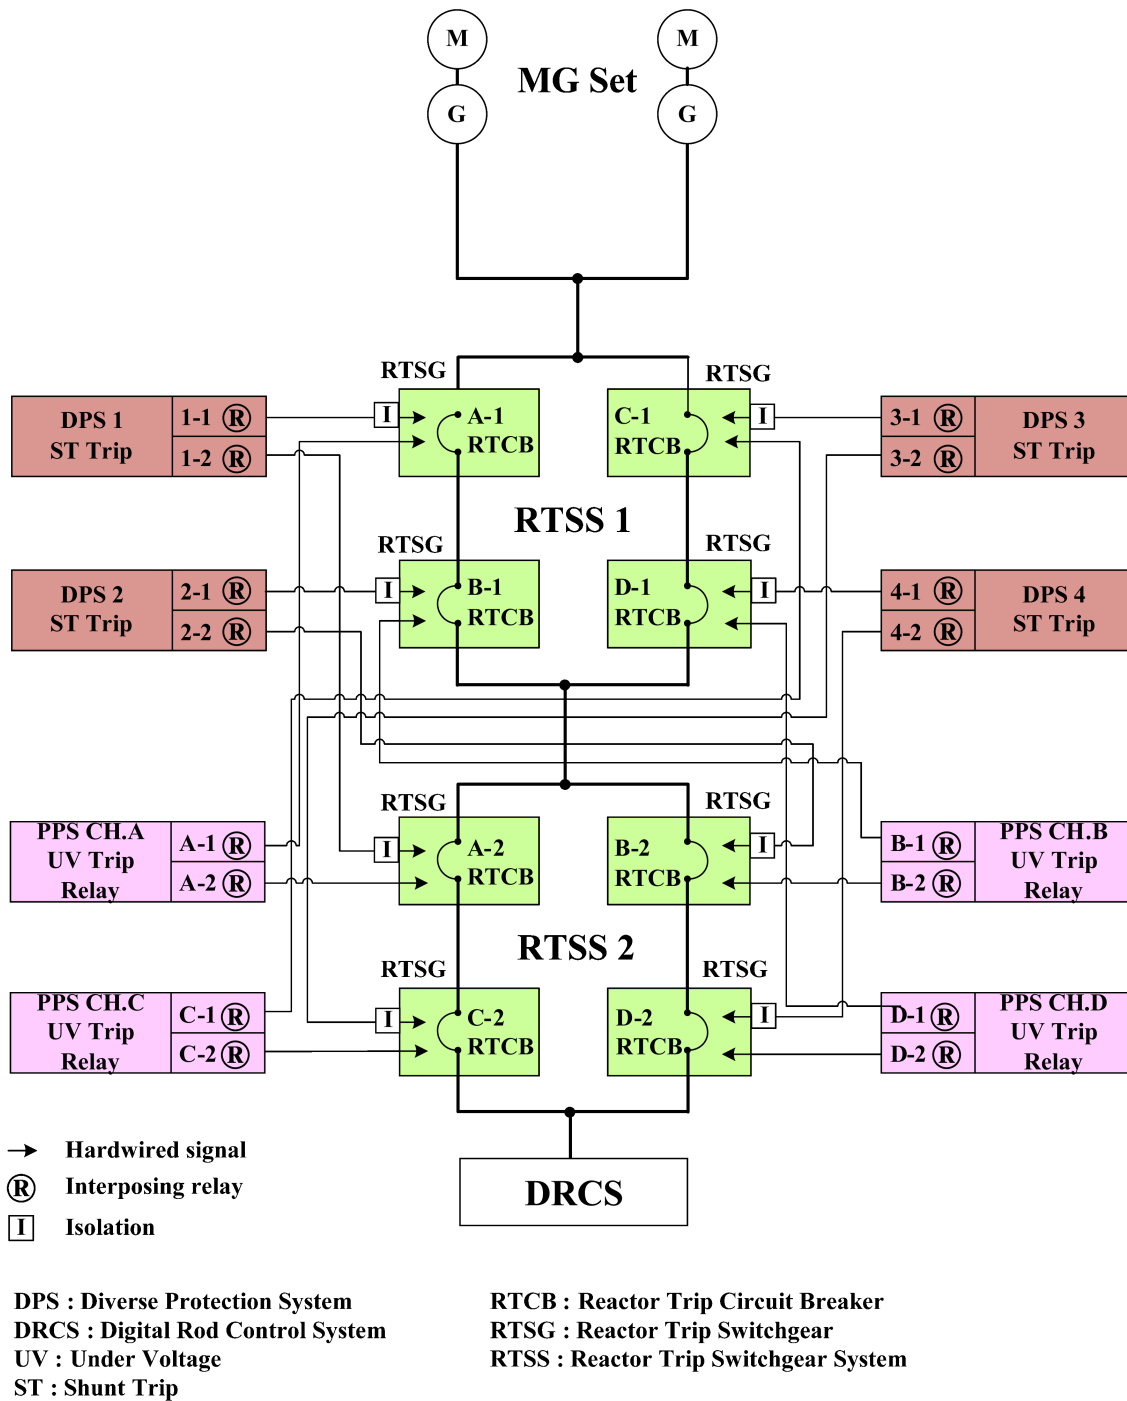 M
M
MG Set
G
G
RTSG
RTSG
DPS 1
ST Trip
1-1 R
1-2 R
I
A-1
RTCB
C-1
RTCB
I
3-1 R
3-2 R
DPS 3
ST Trip
RTSS 1
RTSG
RTSG
DPS 2
ST Trip
2-1 R
2-2 R
I
B-1
RTCB
D-1
RTCB
I
4-1 R
4-2 R
DPS 4
ST Trip
RTSG
RTSG
PPS CH.A
UV Trip
Relay
A-1 R
A-2 R
I
A-2
RTCB
B-2
RTCB
I
B-1 R
B-2 R
PPS CH.B
UV Trip
Relay
RTSS 2
RTSG
RTSG
PPS CH.C
UV Trip
Relay
C-1 R
C-2 R
I
C-2
RTCB
D-2
RTCB
I
D-1 R
D-2 R
PPS CH.D
UV Trip
Relay
Hardwired signal
R Interposing relay
I Isolation
DRCS
DPS : Diverse Protection System
DRCS : Digital Rod Control System
UV : Under Voltage
ST : Shunt Trip
RTCB : Reactor Trip Circuit Breaker
RTSG : Reactor Trip Switchgear
RTSS : Reactor Trip Switchgear System